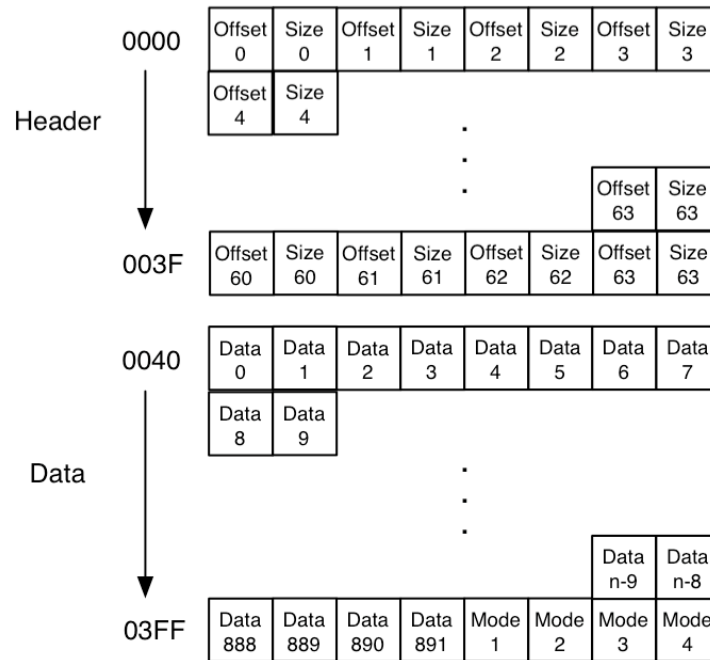 0000 Offset 0 Size 0 Offset 1 Size 1 Offset 2 Size 2 Offset 3 Size 3
Offset 4 Size 4
Header
Offset 63 Size 63
003F Offset 60 Size 60 Offset 61 Size 61 Offset 62 Size 62 Offset 63 Size 63
0040 Data 0 Data 1 Data 2 Data 3 Data 4 Data 5 Data 6 Data 7
Data 8 Data 9
Data
Data n-9 Data n-8
03FF Data 888 Data 889 Data 890 Data 891 Mode 1 Mode 2 Mode 3 Mode 4